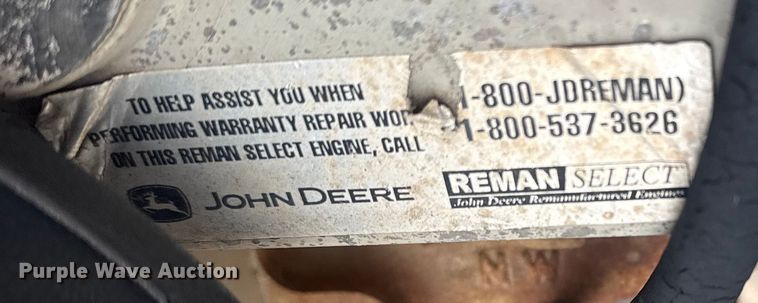 TO HELP ASSIST YOU WHEN
PERFORMING WARRANTY REPAIR
ON THIS REMAN SELECT ENGINE, CALL
1-800-JDREMAN)
1-800-537-3626
JOHN DEERE
REMAN SELECT
John Deere Remanufactured Engines
M W
Purple Wave Auction